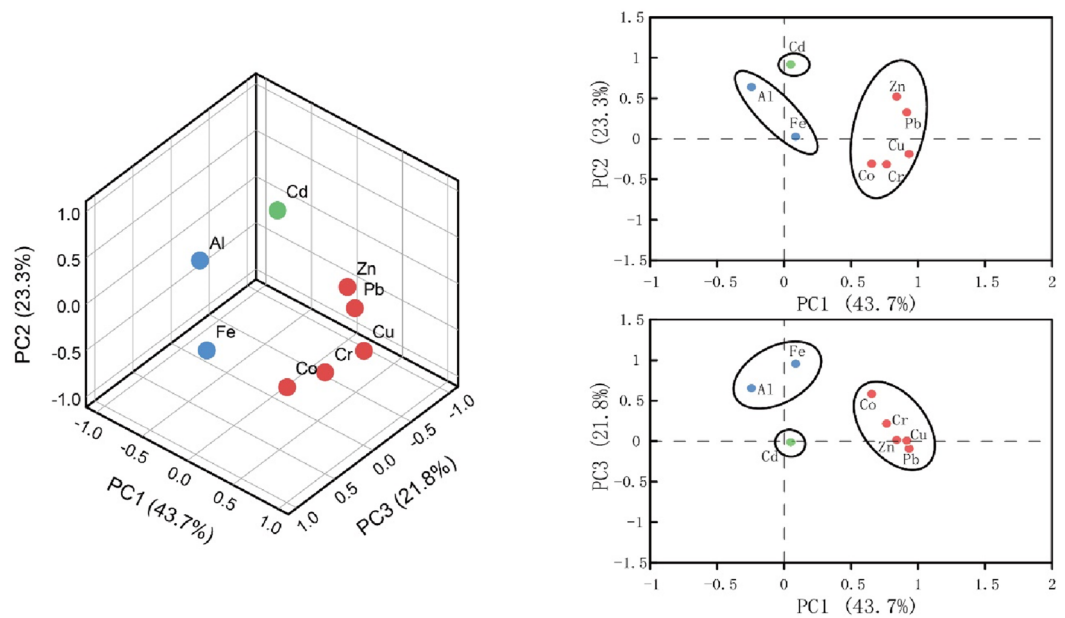 Cd
Al
Zn
Pb
Fe
Cu
Cr
Co
1.0
0.5
0.0
-0.5
-1.0
PC2 (23.3%)
-1.0
-0.5
0.0
0.5
1.0
PC1 (43.7%)
1.0
0.5
0.0
-0.5
-1.0
PC3 (21.8%)
1.5
1
0.5
0
-0.5
-1
-1.5
PC2 (23.3%)
Cd
Al
Fe
Zn
Pb
Cu
Co
Cr
-1
-0.5
0
0.5
1
1.5
2
PC1 (43.7%)
1.5
1
0.5
0
-0.5
-1
-1.5
PC3 (21.8%)
Fe
Al
Co
Cr
Cu
Zn
Pb
Cd
-1
-0.5
0
0.5
1
1.5
2
PC1 (43.7%)